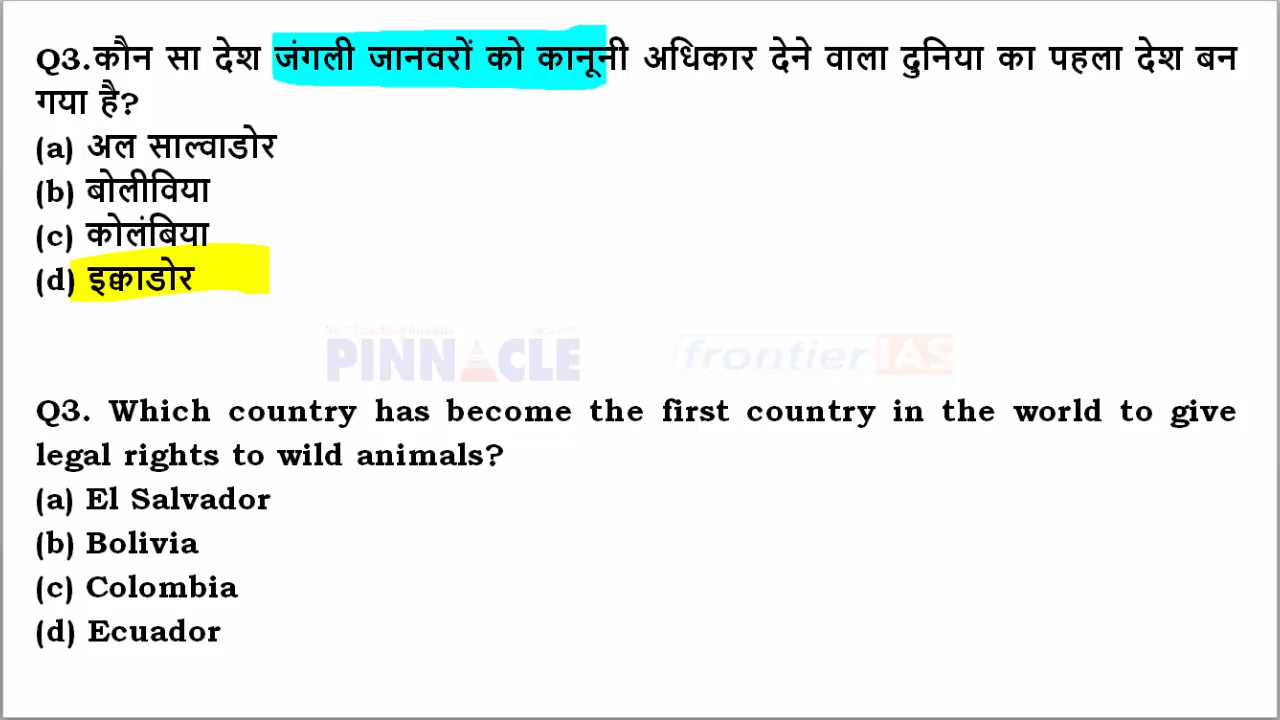 Q3.कौन सा देश जंगली जानवरों को कानूनी अधिकार देने वाला दुनिया का पहला देश बन
गया है?
(a) अल साल्वाडोर
(b) बोलीविया
(c) कोलंबिया
(d) इक्वाडोर
PINNACLE frontier IAS
Q3. Which country has become the first country in the world to give
legal rights to wild animals?
(a) El Salvador
(b) Bolivia
(c) Colombia
(d) Ecuador